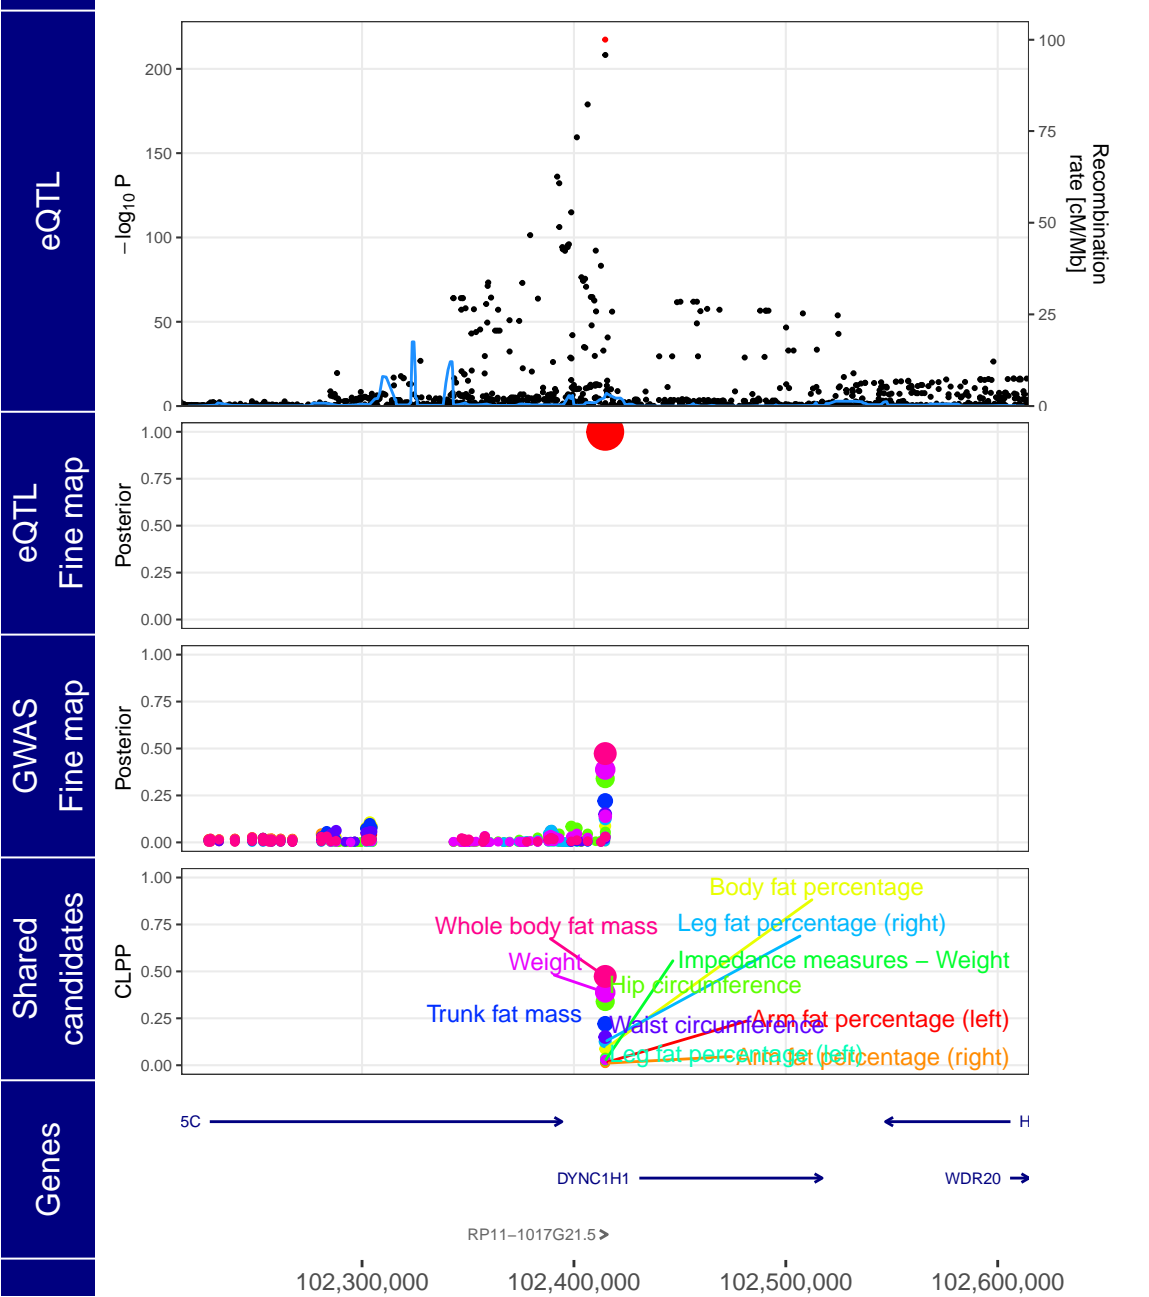 eQTL
−log10 P
200
150
100
50
0
100
75
50
25
0
Recombination
rate [cM/Mb]
eQTL
Fine map
Posterior
1.00
0.75
0.50
0.25
0.00
GWAS
Fine map
Posterior
1.00
0.75
0.50
0.25
0.00
Shared
candidates
CLPP
1.00
0.75
0.50
0.25
0.00
Body fat percentage
Whole body fat mass
Leg fat percentage (right)
Weight
Impedance measures − Weight
Hip circumference
Trunk fat mass
Waist circumference
Arm fat percentage (left)
Leg fat percentage (left)
Arm fat percentage (right)
Genes
5C
H
DYNC1H1
WDR20
RP11−1017G21.5
102,300,000
102,400,000
102,500,000
102,600,000